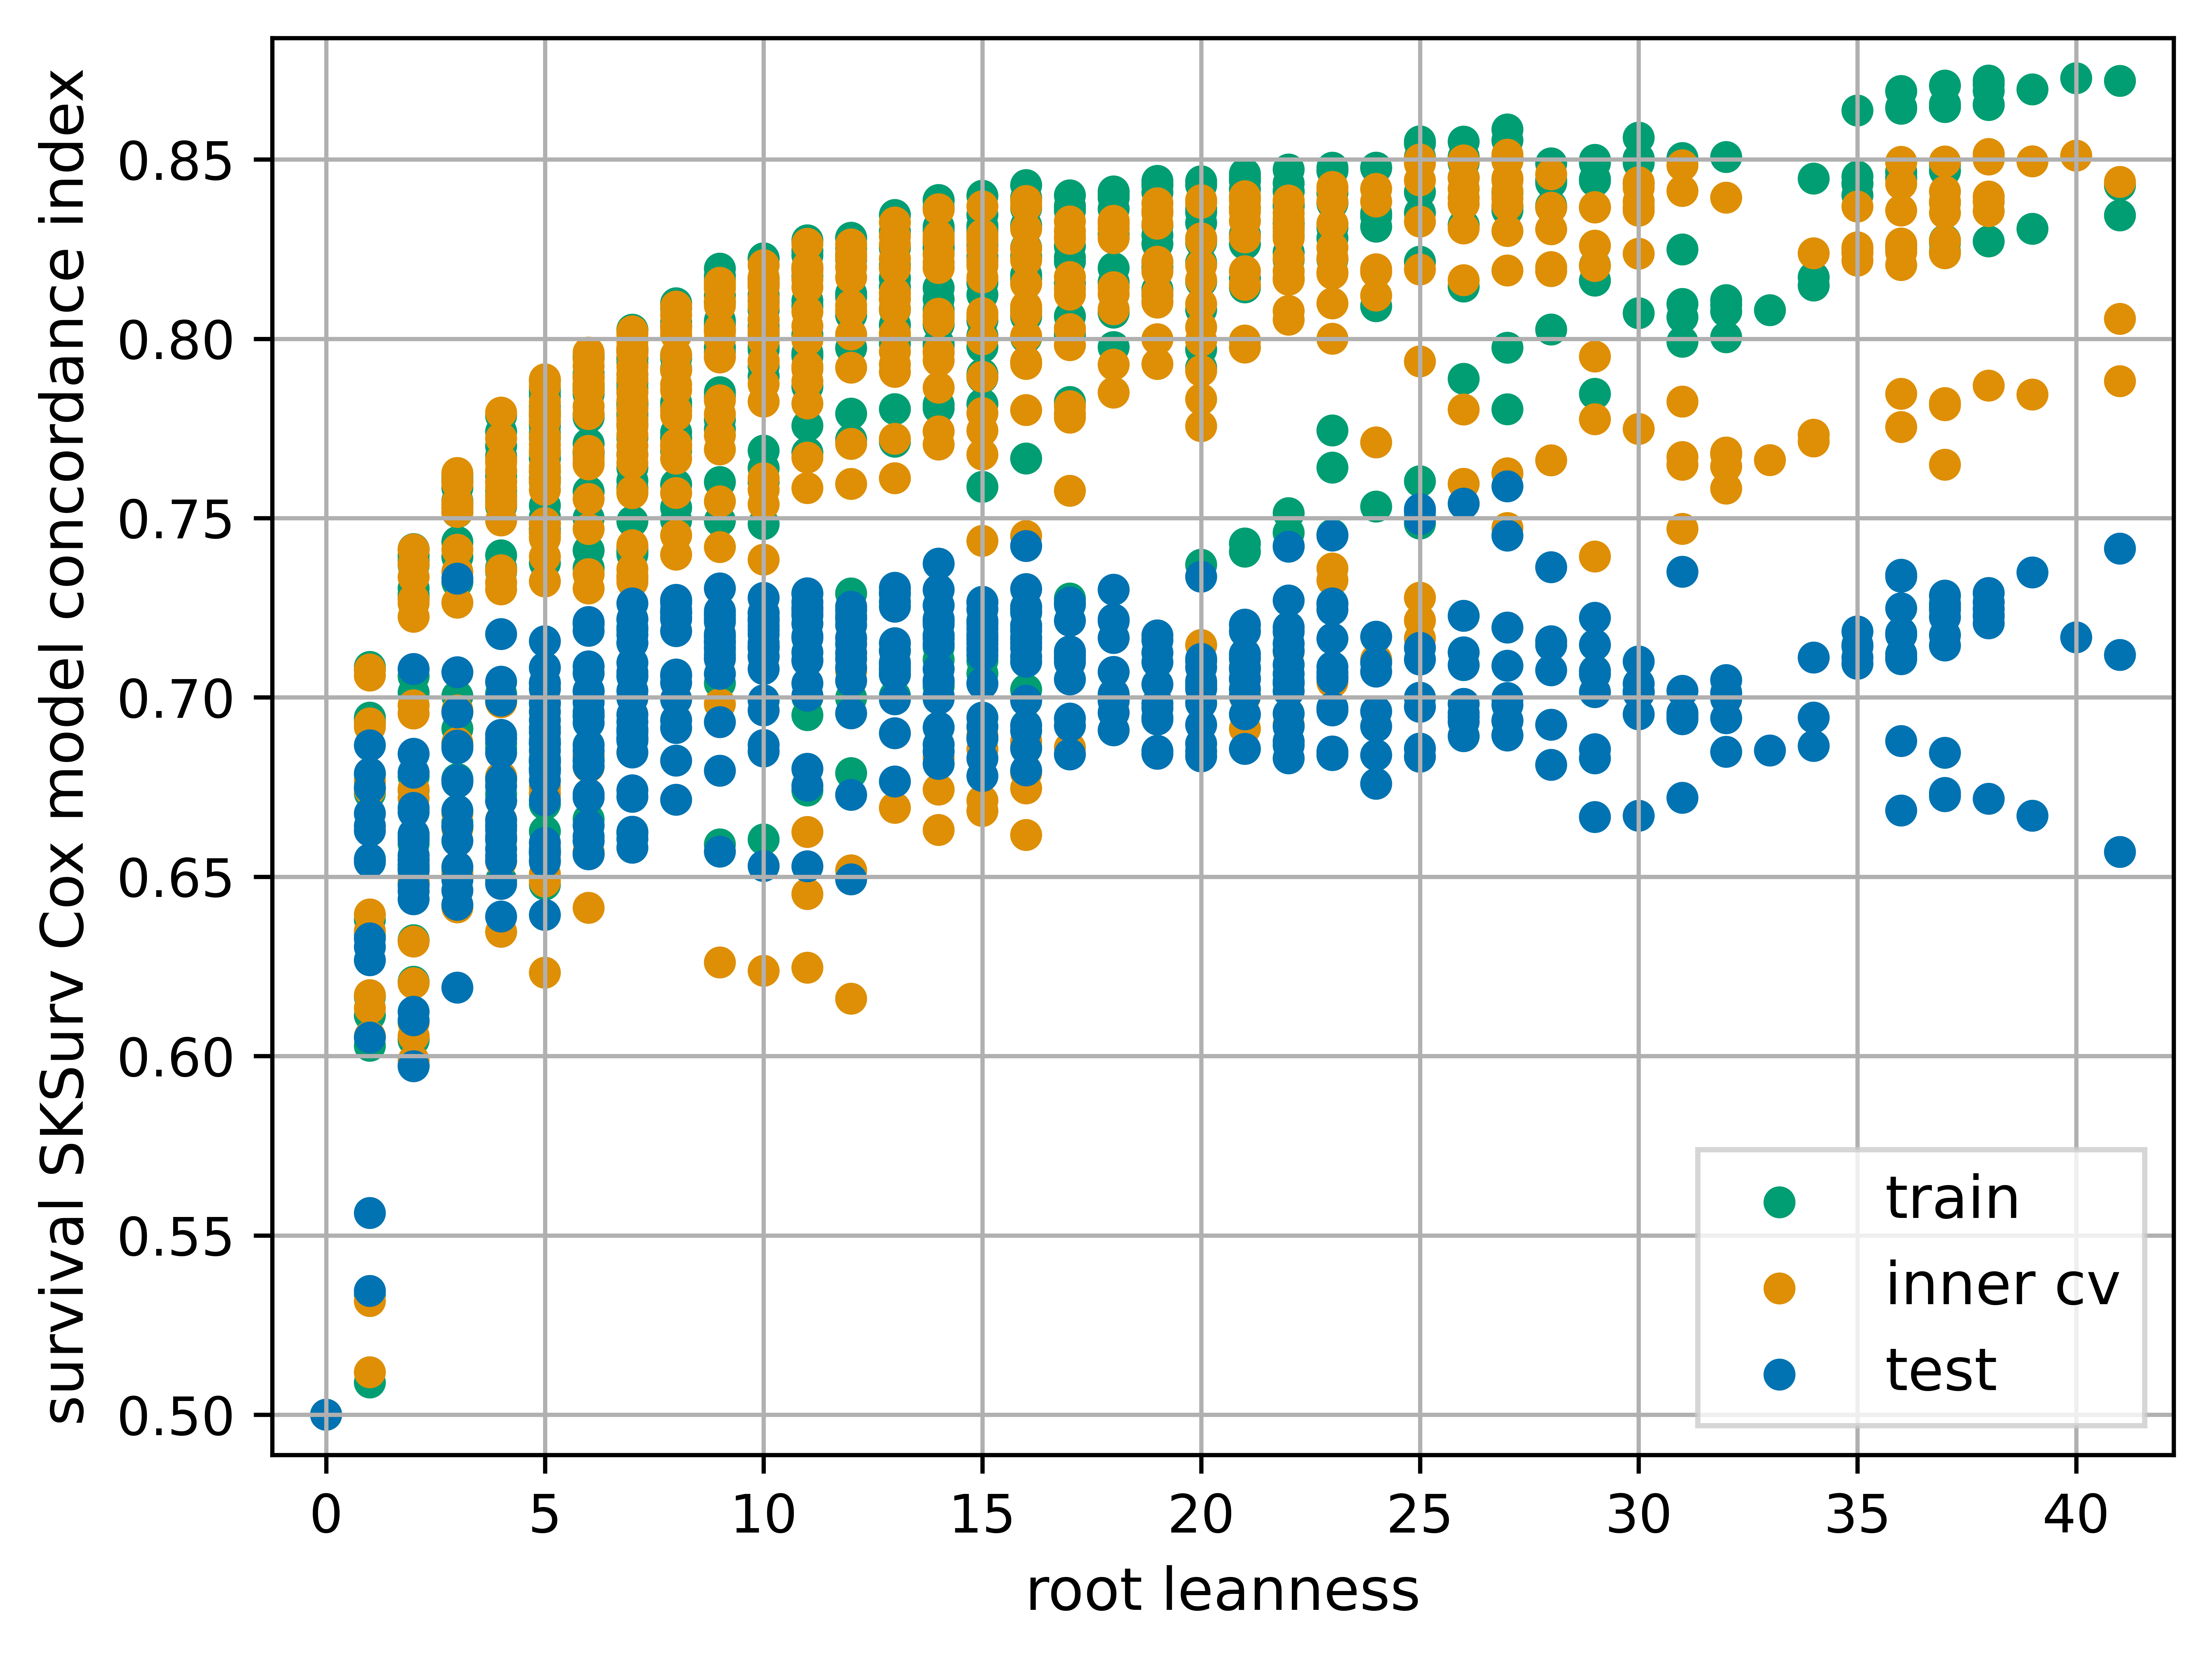 survival SKSurv Cox model concordance index
0.85
0.80
0.75
0.70
0.65
0.60
0.55
0.50
train
inner cv
test
0 5 10 15 20 25 30 35 40
root leanness